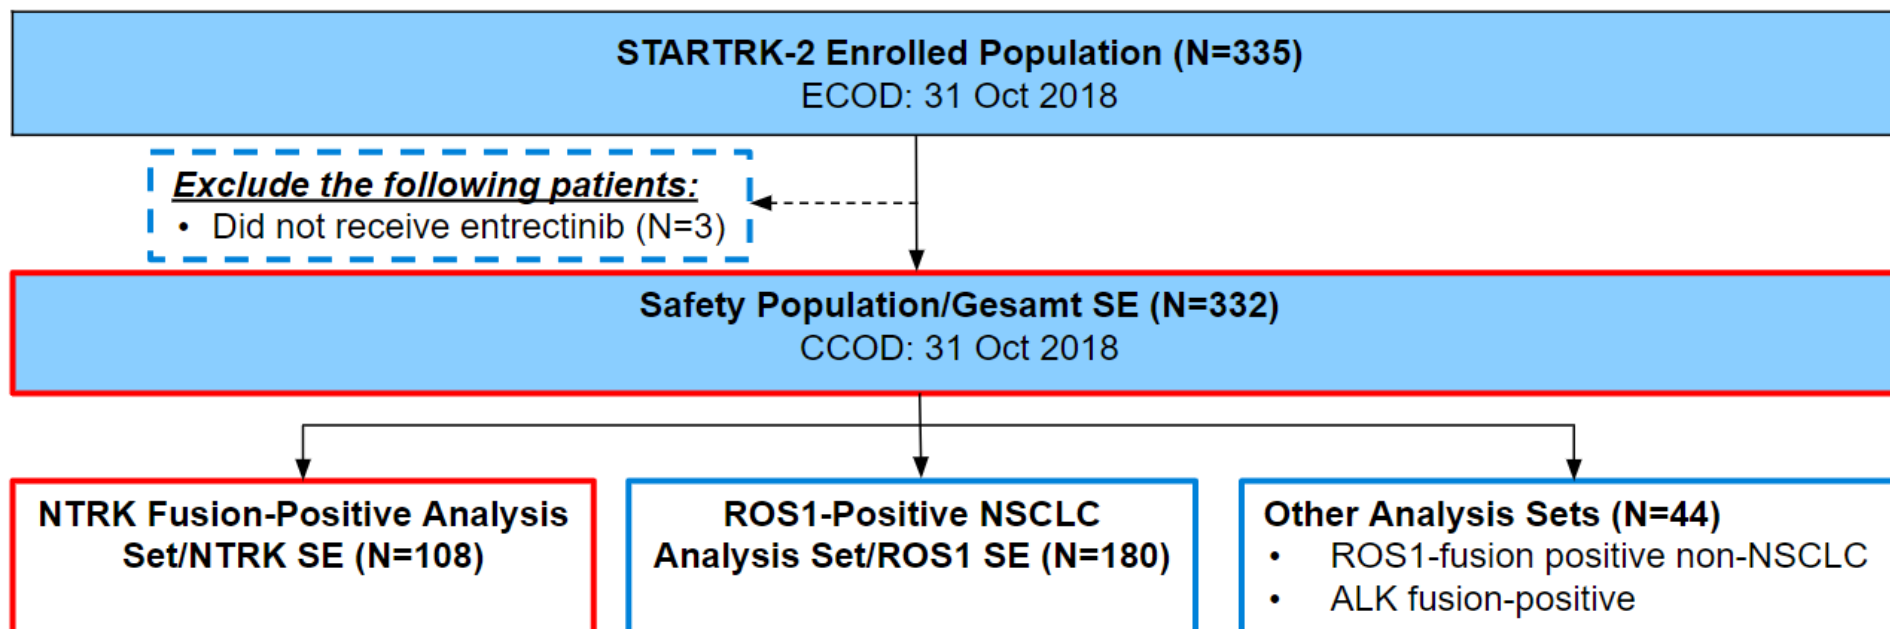 STARTRK-2 Enrolled Population (N=335)
ECOD: 31 Oct 2018
Exclude the following patients:
• Did not receive entrectinib (N=3)
Safety Population/Gesamt SE (N=332)
CCOD: 31 Oct 2018
NTRK Fusion-Positive Analysis
Set/NTRK SE (N=108)
ROS1-Positive NSCLC
Analysis Set/ROS1 SE (N=180)
Other Analysis Sets (N=44)
• ROS1-fusion positive non-NSCLC
• ALK fusion-positive